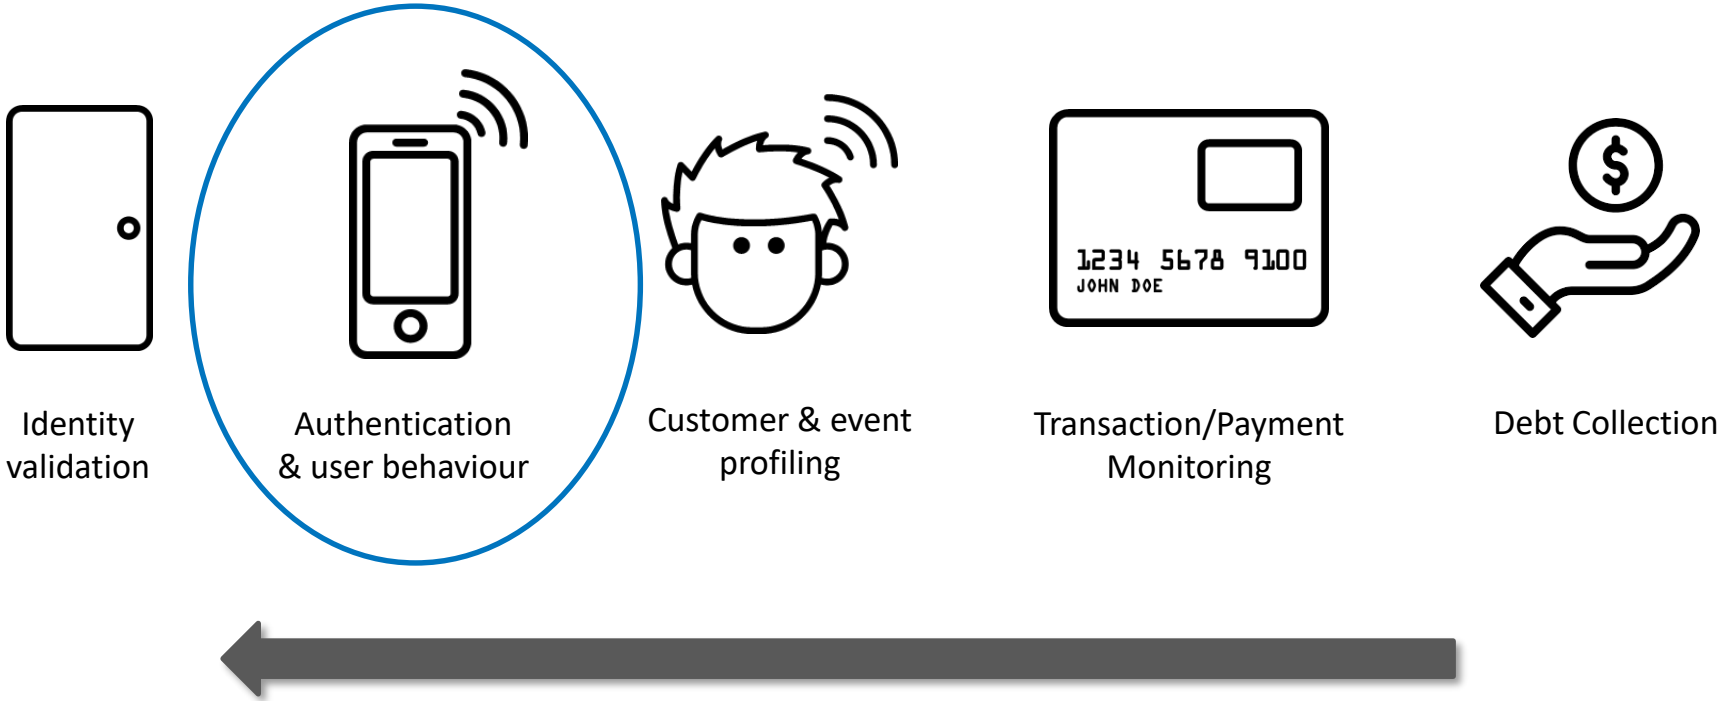 $
1234 5678 9100
JOHN DOE
Identity
validation
Authentication
& user behaviour
Customer & event
profiling
Transaction/Payment
Monitoring
Debt Collection